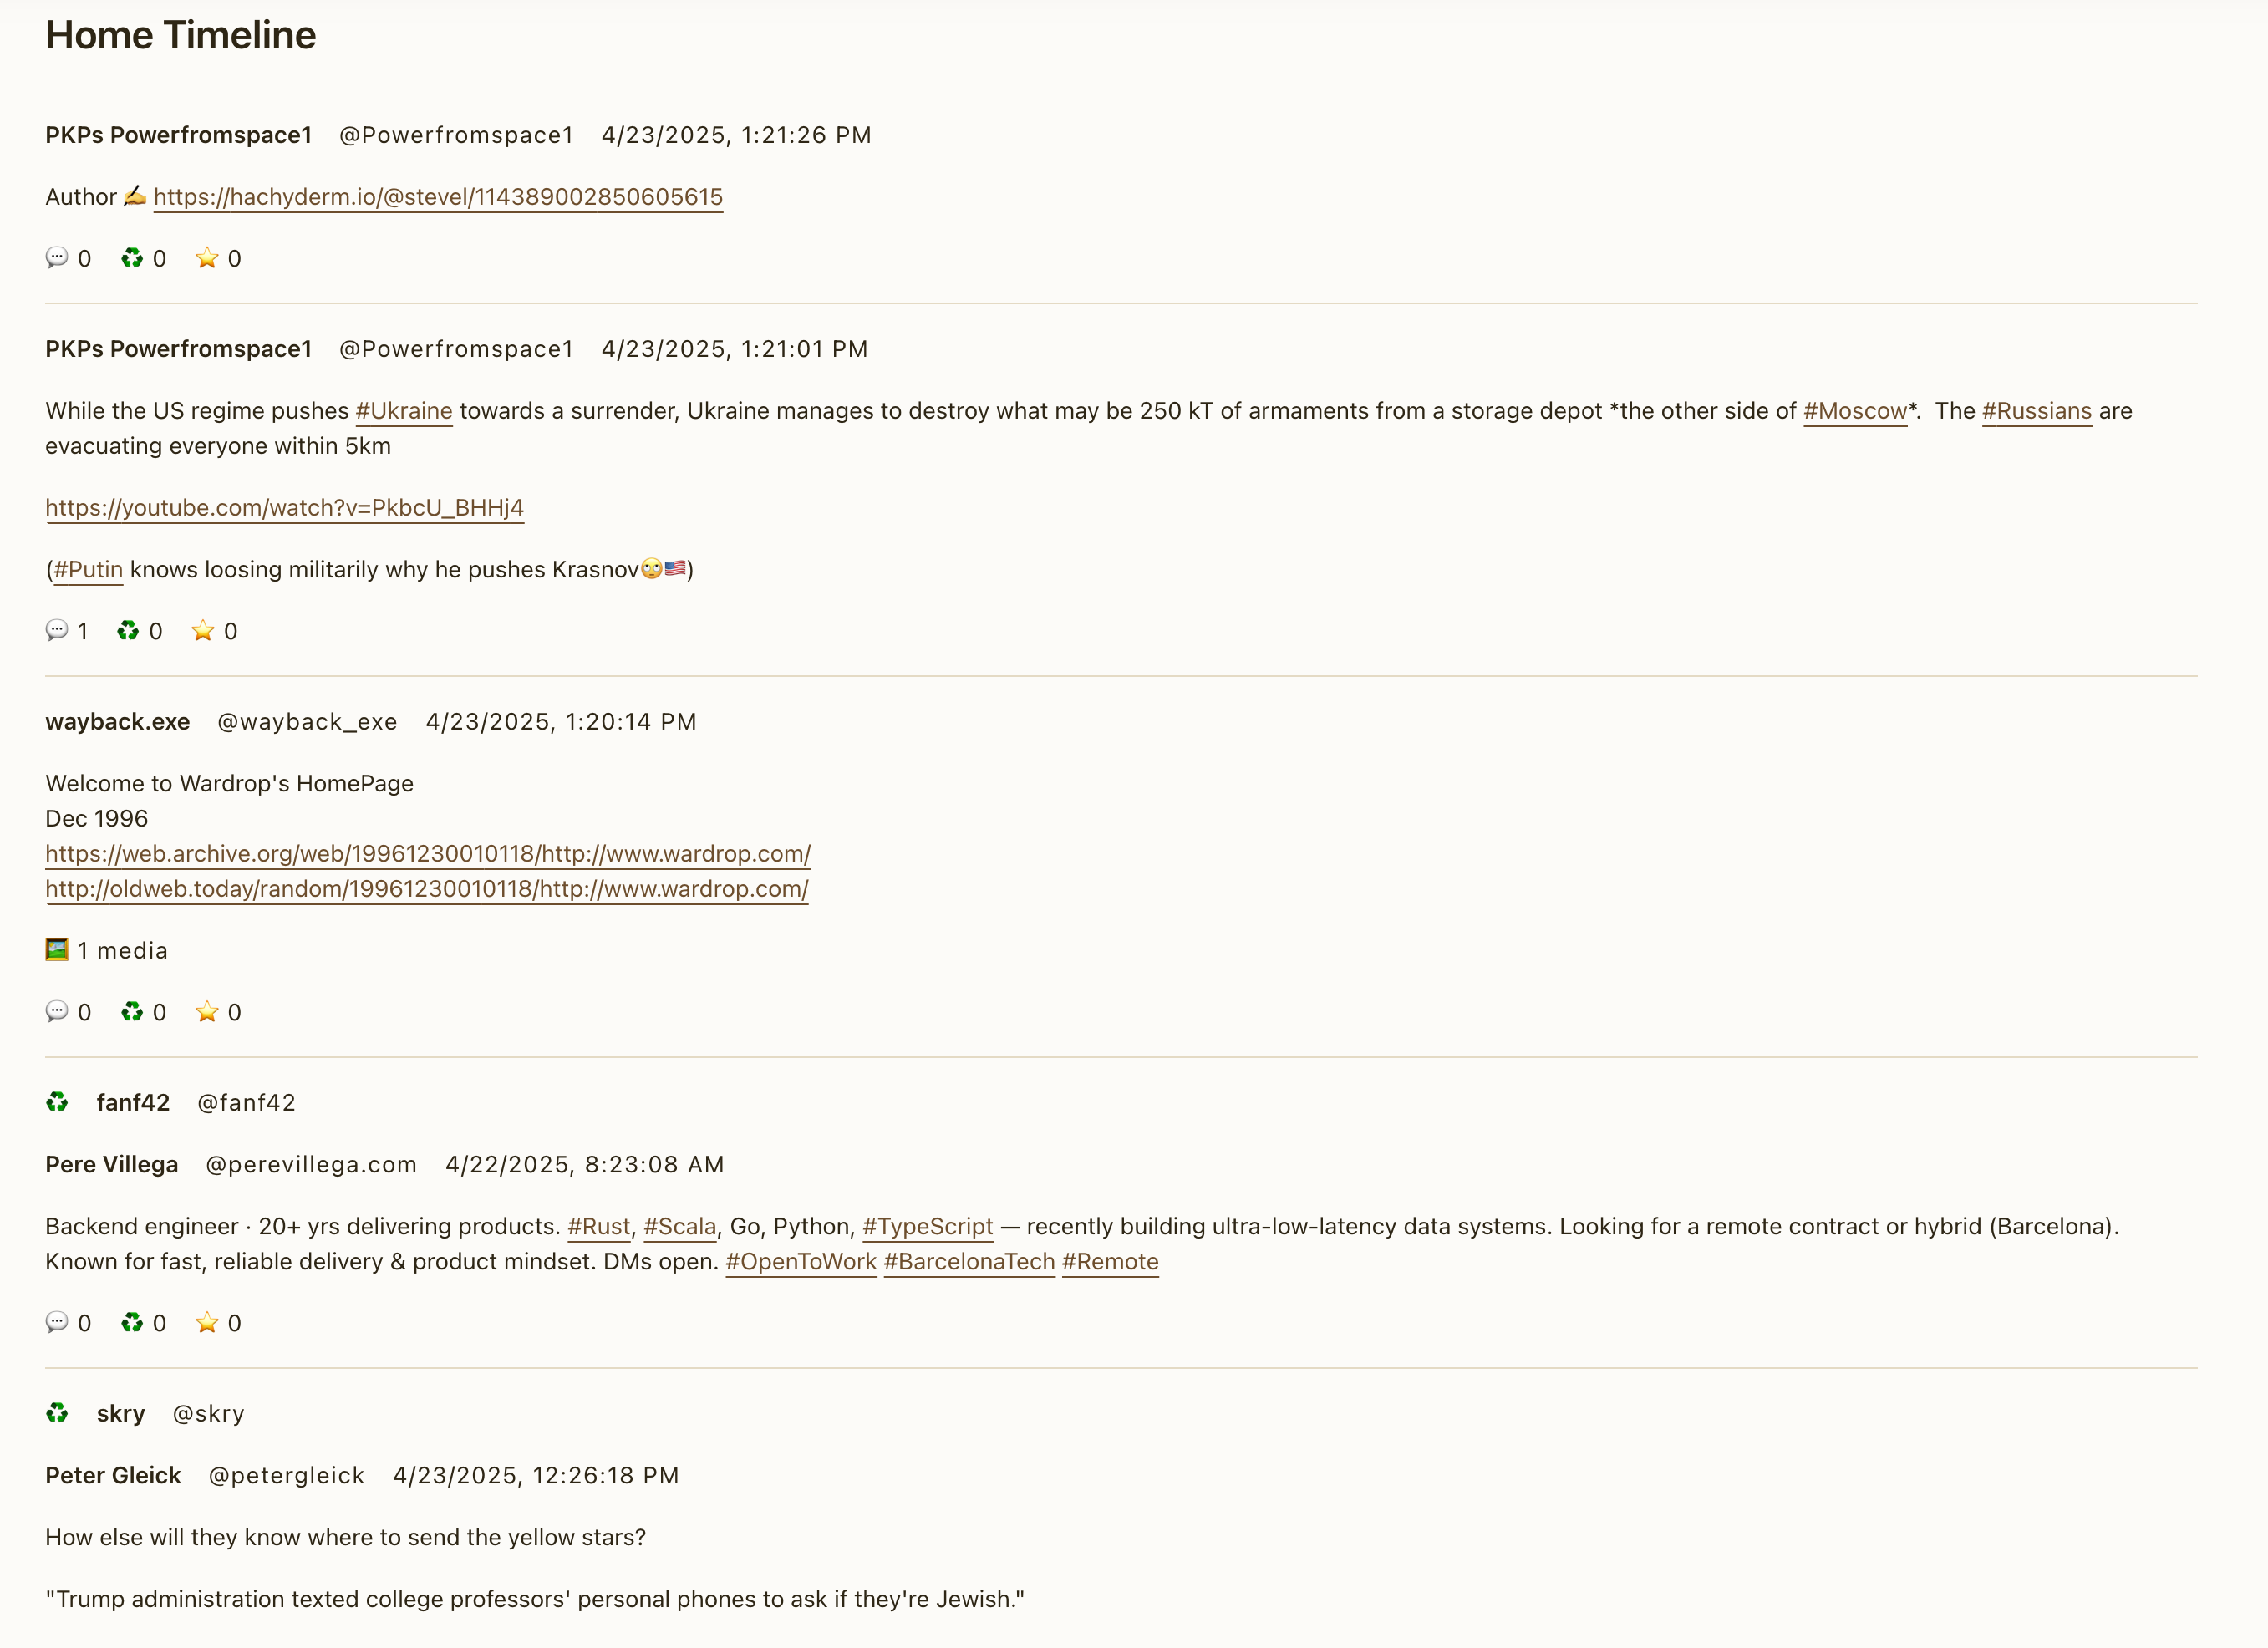 Home Timeline
PKPs Powerfromspace1 @Powerfromspace1 4/23/2025, 1:21:26 PM
Author ✍️ https://hachyderm.io/@stevel/114389002850605615
💬 0 ♻️ 0 ⭐ 0
PKPs Powerfromspace1 @Powerfromspace1 4/23/2025, 1:21:01 PM
While the US regime pushes #Ukraine towards a surrender, Ukraine manages to destroy what may be 250 kT of armaments from a storage depot *the other side of #Moscow*.  The #Russians are
evacuating everyone within 5km
https://youtube.com/watch?v=PkbcU_BHHj4
(#Putin knows loosing militarily why he pushes Krasnov🙄🇺🇸)
💬 1 ♻️ 0 ⭐ 0
wayback.exe @wayback_exe 4/23/2025, 1:20:14 PM
Welcome to Wardrop's HomePage
Dec 1996
https://web.archive.org/web/19961230010118/http://www.wardrop.com/
http://oldweb.today/random/19961230010118/http://www.wardrop.com/
🖼️ 1 media
💬 0 ♻️ 0 ⭐ 0
♻️ fanf42 @fanf42
Pere Villega @perevillega.com 4/22/2025, 8:23:08 AM
Backend engineer · 20+ yrs delivering products. #Rust, #Scala, Go, Python, #TypeScript — recently building ultra-low-latency data systems. Looking for a remote contract or hybrid (Barcelona).
Known for fast, reliable delivery & product mindset. DMs open. #OpenToWork #BarcelonaTech #Remote
💬 0 ♻️ 0 ⭐ 0
♻️ skry @skry
Peter Gleick @petergleick 4/23/2025, 12:26:18 PM
How else will they know where to send the yellow stars?
"Trump administration texted college professors' personal phones to ask if they're Jewish."